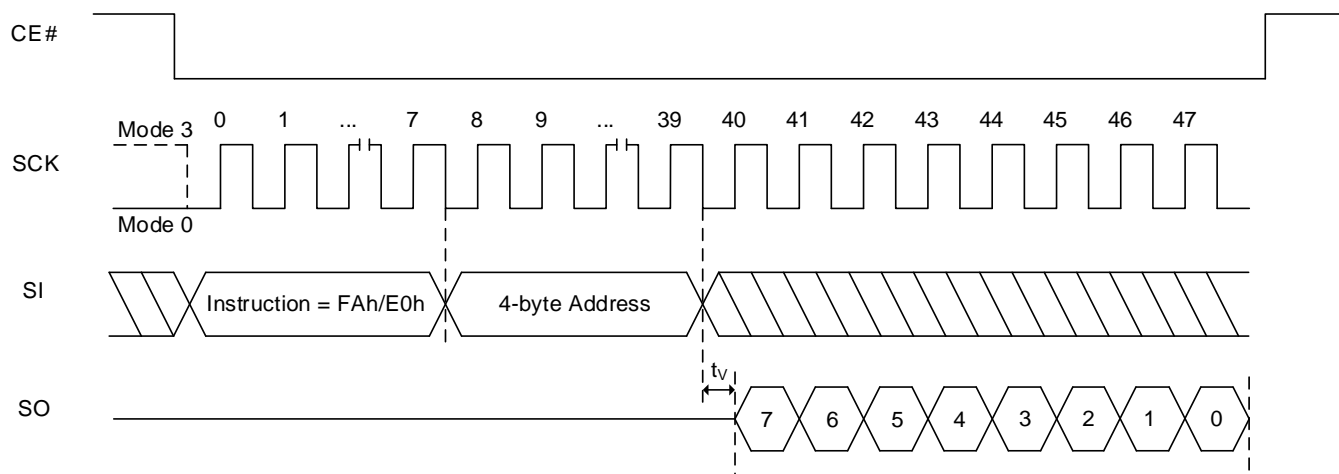 CE#
0 1 ... 7 8 9 ... 39 40 41 42 43 44 45 46 47
Mode 3
SCK
Mode 0
SI
Instruction = FAh/E0h
4-byte Address
tV
SO
7 6 5 4 3 2 1 0